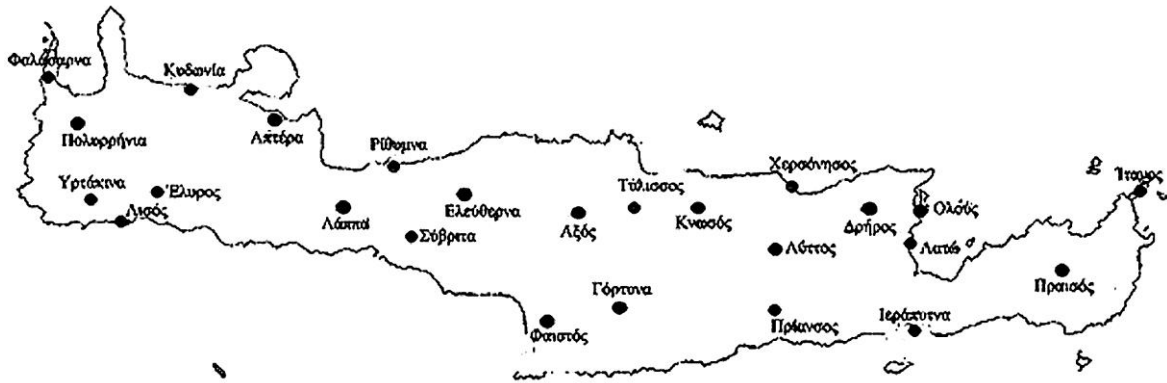 Φαλάσαρνα
Κυδωνία
Πολυρρήνια
Απτέρα
Ρίθυμνα
Χερσόνησος
Ίτανος
Υρτάκινα
Έλυρος
Λισός
Λάππα
Ελεύθερνα
Σύβριτα
Αξός
Τύλισσος
Κνωσός
Δρήρος
Ολούς
Λατώ
Λύττος
Πραισός
Γόρτυνα
Φαιστός
Πρίανσος
Ιεράπυτνα